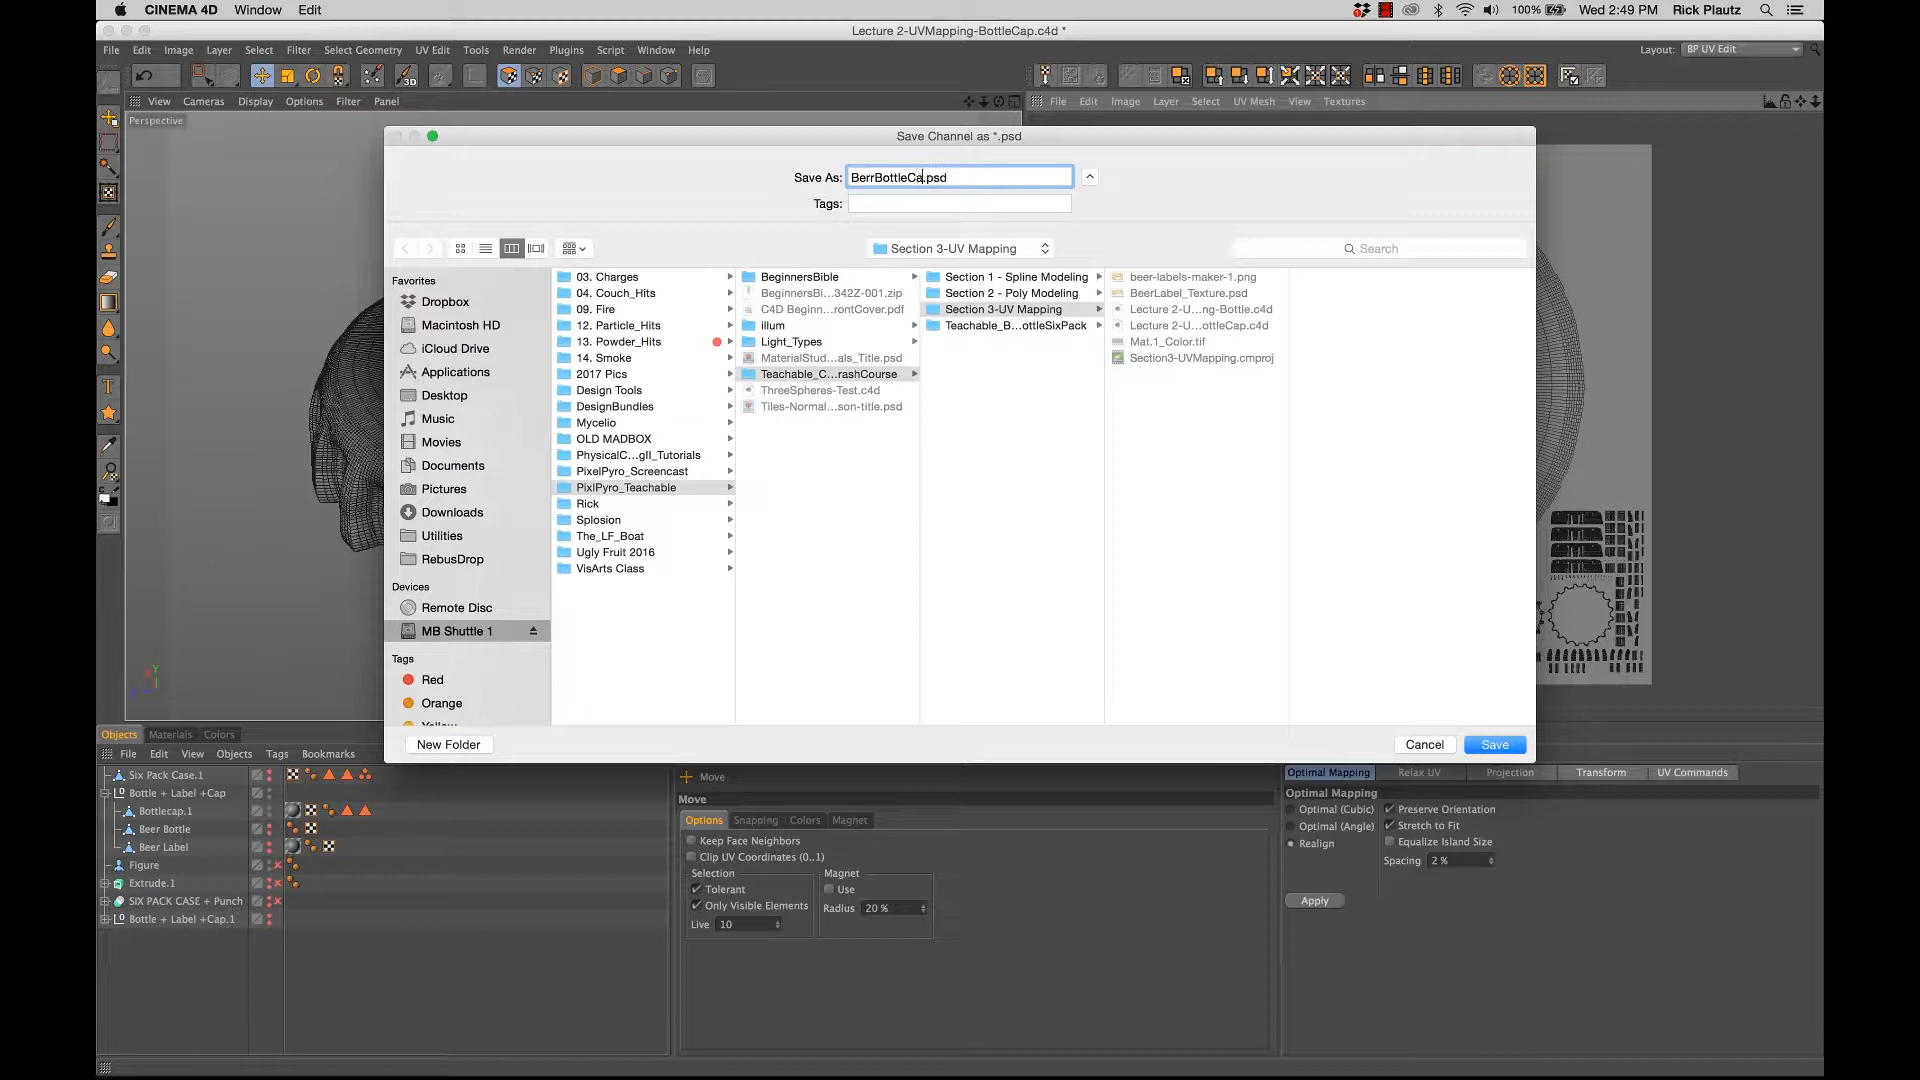 CINEMA 4D Window Edit 100% Wed 2:49 PM Rick Plautz
Lecture 2-UVMapping-BottleCap.c4d *
File Edit Image Layer Select Filter Select Geometry UV Edit Tools Render Plugins Script Window Help Layout: BP UV Edit
View Cameras Display Options Filter Panel File Edit Image Layer Select UV Mesh View Textures
Perspective
Save Channel as *.psd
Save As: BerrBottleCa.psd
Tags:
Section 3-UV Mapping
Search
Favorites
Dropbox
Macintosh HD
iCloud Drive
Applications
Desktop
Music
Movies
Documents
Pictures
Downloads
Utilities
RebusDrop
Devices
Remote Disc
MB Shuttle 1
Tags
Red
Orange
Yellow
03. Charges
04. Couch_Hits
09. Fire
12. Particle_Hits
13. Powder_Hits
14. Smoke
2017 Pics
Design Tools
DesignBundles
Mycelio
OLD MADBOX
PhysicalC...gII_Tutorials
PixelPyro_Screencast
PixlPyro_Teachable
Rick
Splosion
The_LF_Boat
Ugly Fruit 2016
VisArts Class
BeginnersBible
BeginnersBi...342Z-001.zip
C4D Beginn...rontCover.pdf
illum
Light_Types
MaterialStud...als_Title.psd
Teachable_C...rashCourse
ThreeSpheres-Test.c4d
Tiles-Normal...son-title.psd
Section 1 - Spline Modeling
Section 2 - Poly Modeling
Section 3-UV Mapping
Teachable_B...ottleSixPack
beer-labels-maker-1.png
BeerLabel_Texture.psd
Lecture 2-U...ng-Bottle.c4d
Lecture 2-U...ottleCap.c4d
Mat.1_Color.tif
Section3-UVMapping.cmproj
New Folder Cancel Save
Objects Materials Colors
File Edit View Objects Tags Bookmarks
Six Pack Case.1
Bottle + Label +Cap
Bottlecap.1
Beer Bottle
Beer Label
Figure
Extrude.1
SIX PACK CASE + Punch
Bottle + Label +Cap.1
Move
Move
Options Snapping Colors Magnet
Keep Face Neighbors
Clip UV Coordinates (0..1)
Selection
Tolerant
Only Visible Elements
Live 10
Magnet
Use
Radius 20 %
Optimal Mapping Relax UV Projection Transform UV Commands
Optimal Mapping
Optimal (Cubic) Preserve Orientation
Optimal (Angle) Stretch to Fit
Realign Equalize Island Size
Spacing 2 %
Apply